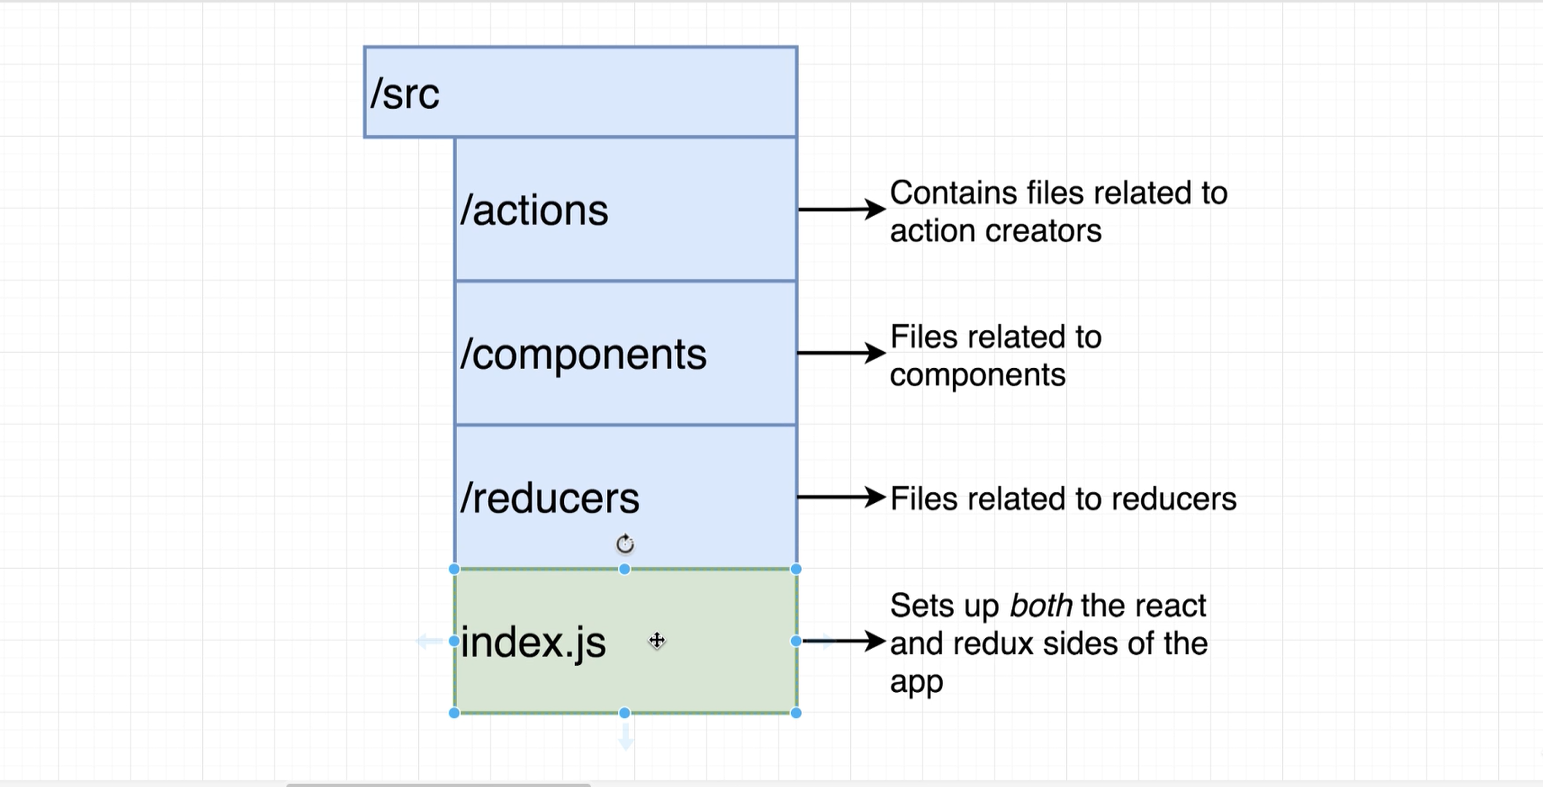 /src
/actions
Contains files related to
action creators
/components
Files related to
components
/reducers
Files related to reducers
index.js
Sets up both the react
and redux sides of the
app